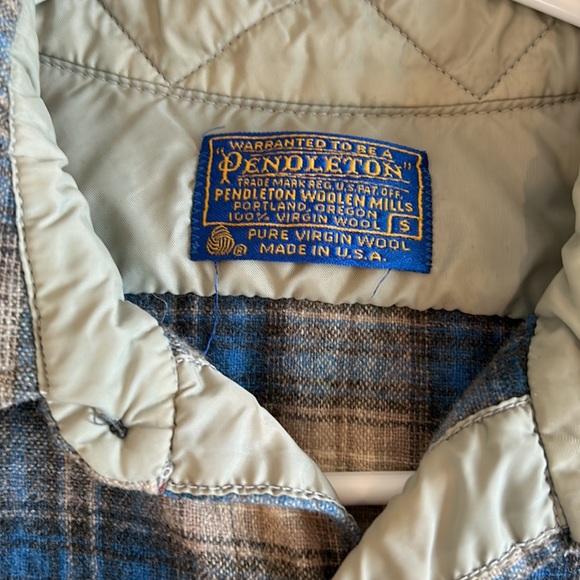 WARRANTED TO BE A
"PENDLETON"
TRADE MARK REG. U.S. PAT. OFF.
PENDLETON WOOLEN MILLS
PORTLAND, OREGON
100% VIRGIN WOOL S
PURE VIRGIN WOOL
® MADE IN U.S.A.